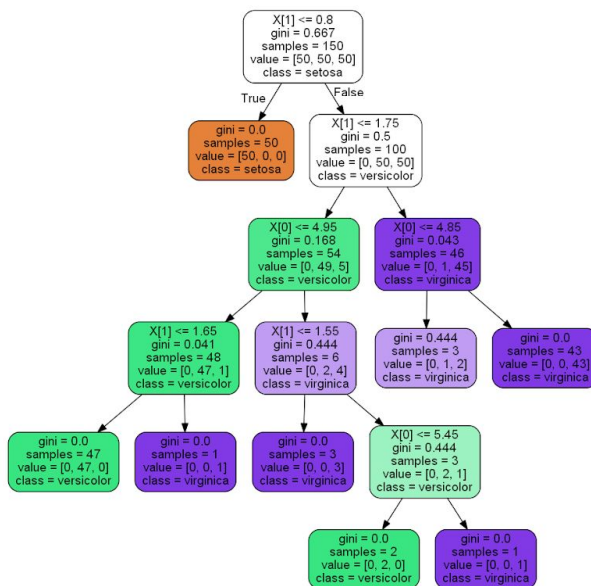 X[1] <= 0.8
gini = 0.667
samples = 150
value = [50, 50, 50]
class = setosa
True
False
gini = 0.0
samples = 50
value = [50, 0, 0]
class = setosa
X[1] <= 1.75
gini = 0.5
samples = 100
value = [0, 50, 50]
class = versicolor
X[0] <= 4.95
gini = 0.168
samples = 54
value = [0, 49, 5]
class = versicolor
X[0] <= 4.85
gini = 0.043
samples = 46
value = [0, 1, 45]
class = virginica
X[1] <= 1.65
gini = 0.041
samples = 48
value = [0, 47, 1]
class = versicolor
X[1] <= 1.55
gini = 0.444
samples = 6
value = [0, 2, 4]
class = virginica
gini = 0.444
samples = 3
value = [0, 1, 2]
class = virginica
gini = 0.0
samples = 43
value = [0, 0, 43]
class = virginica
gini = 0.0
samples = 47
value = [0, 47, 0]
class = versicolor
gini = 0.0
samples = 1
value = [0, 0, 1]
class = virginica
gini = 0.0
samples = 3
value = [0, 0, 3]
class = virginica
X[0] <= 5.45
gini = 0.444
samples = 3
value = [0, 2, 1]
class = versicolor
gini = 0.0
samples = 2
value = [0, 2, 0]
class = versicolor
gini = 0.0
samples = 1
value = [0, 0, 1]
class = virginica